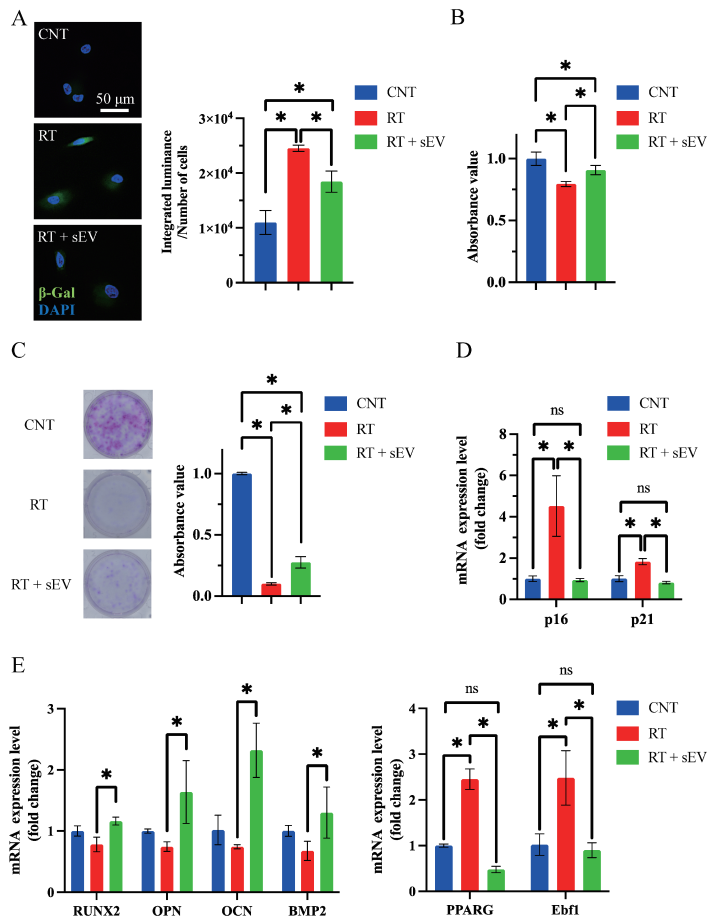 A
CNT
50 μm
RT
RT + sEV
β-Gal
DAPI
Integrated luminance
/Number of cells
3×10⁴
2×10⁴
1×10⁴
0
*
*
*
CNT
RT
RT + sEV
B
Absorbance value
1.0
0.5
0.0
*
*
*
CNT
RT
RT + sEV
C
CNT
RT
RT + sEV
Absorbance value
1.0
0.5
0.0
*
*
*
CNT
RT
RT + sEV
D
mRNA expression level
(fold change)
8
6
4
2
0
ns
*
*
ns
*
*
p16
p21
CNT
RT
RT + sEV
E
mRNA expression level
(fold change)
3
2
1
0
*
*
*
*
RUNX2
OPN
OCN
BMP2
mRNA expression level
(fold change)
4
3
2
1
0
ns
*
*
ns
*
*
PPARG
Ebf1
CNT
RT
RT + sEV